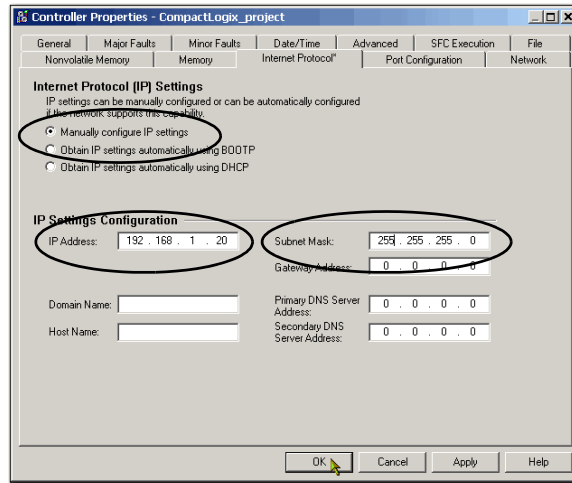 Controller Properties - CompactLogix_project
General Major Faults Minor Faults Date/Time Advanced SFC Execution File
Nonvolatile Memory Memory Internet Protocol* Port Configuration Network
Internet Protocol (IP) Settings
IP settings can be manually configured or can be automatically configured
if the network supports this capability.
Manually configure IP settings
Obtain IP settings automatically using BOOTP
Obtain IP settings automatically using DHCP
IP Settings Configuration
IP Address: 192 . 168 . 1 . 20 Subnet Mask: 255 . 255 . 255 . 0
Gateway Address: 0 . 0 . 0 . 0
Domain Name: Primary DNS Server Address: 0 . 0 . 0 . 0
Host Name: Secondary DNS Server Address: 0 . 0 . 0 . 0
OK Cancel Apply Help